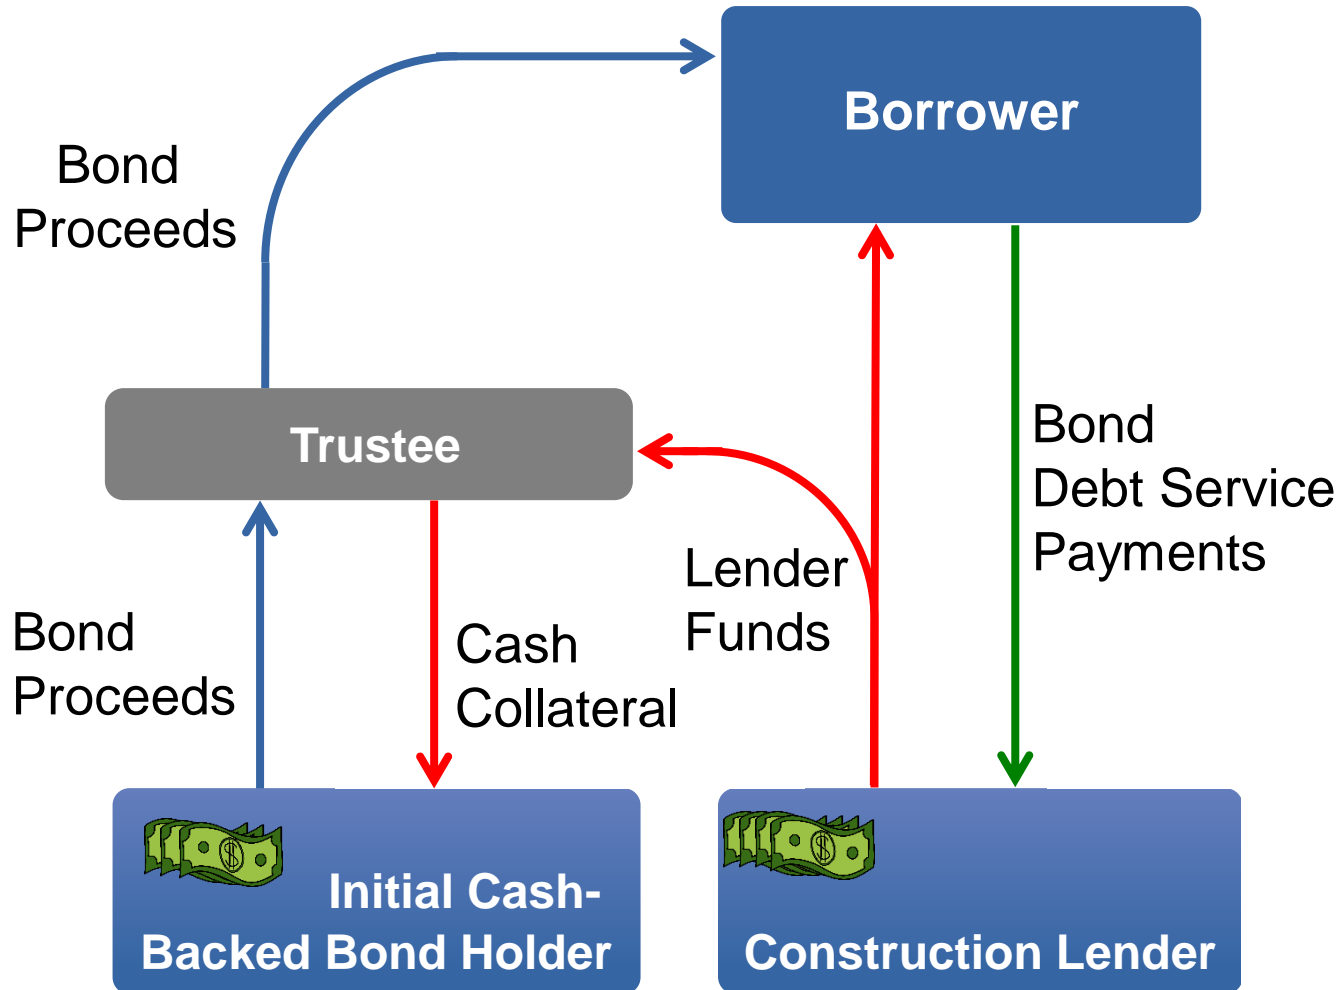 Borrower
Bond
Proceeds
Trustee
Bond
Debt Service
Payments
Lender
Funds
Bond
Proceeds
Cash
Collateral
Initial Cash-
Backed Bond Holder
Construction Lender